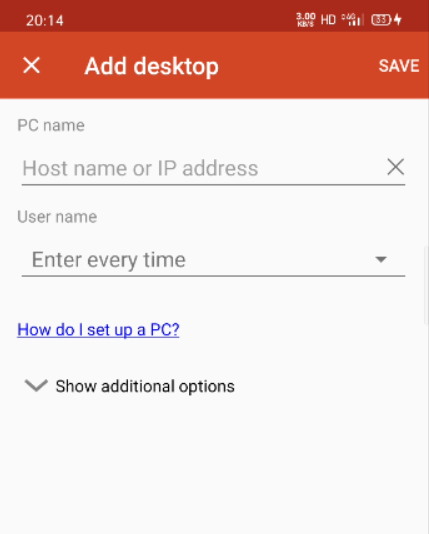 20:14
3.00 KB/S HD 4G 83
Add desktop
SAVE
PC name
Host name or IP address
User name
Enter every time
How do I set up a PC?
Show additional options